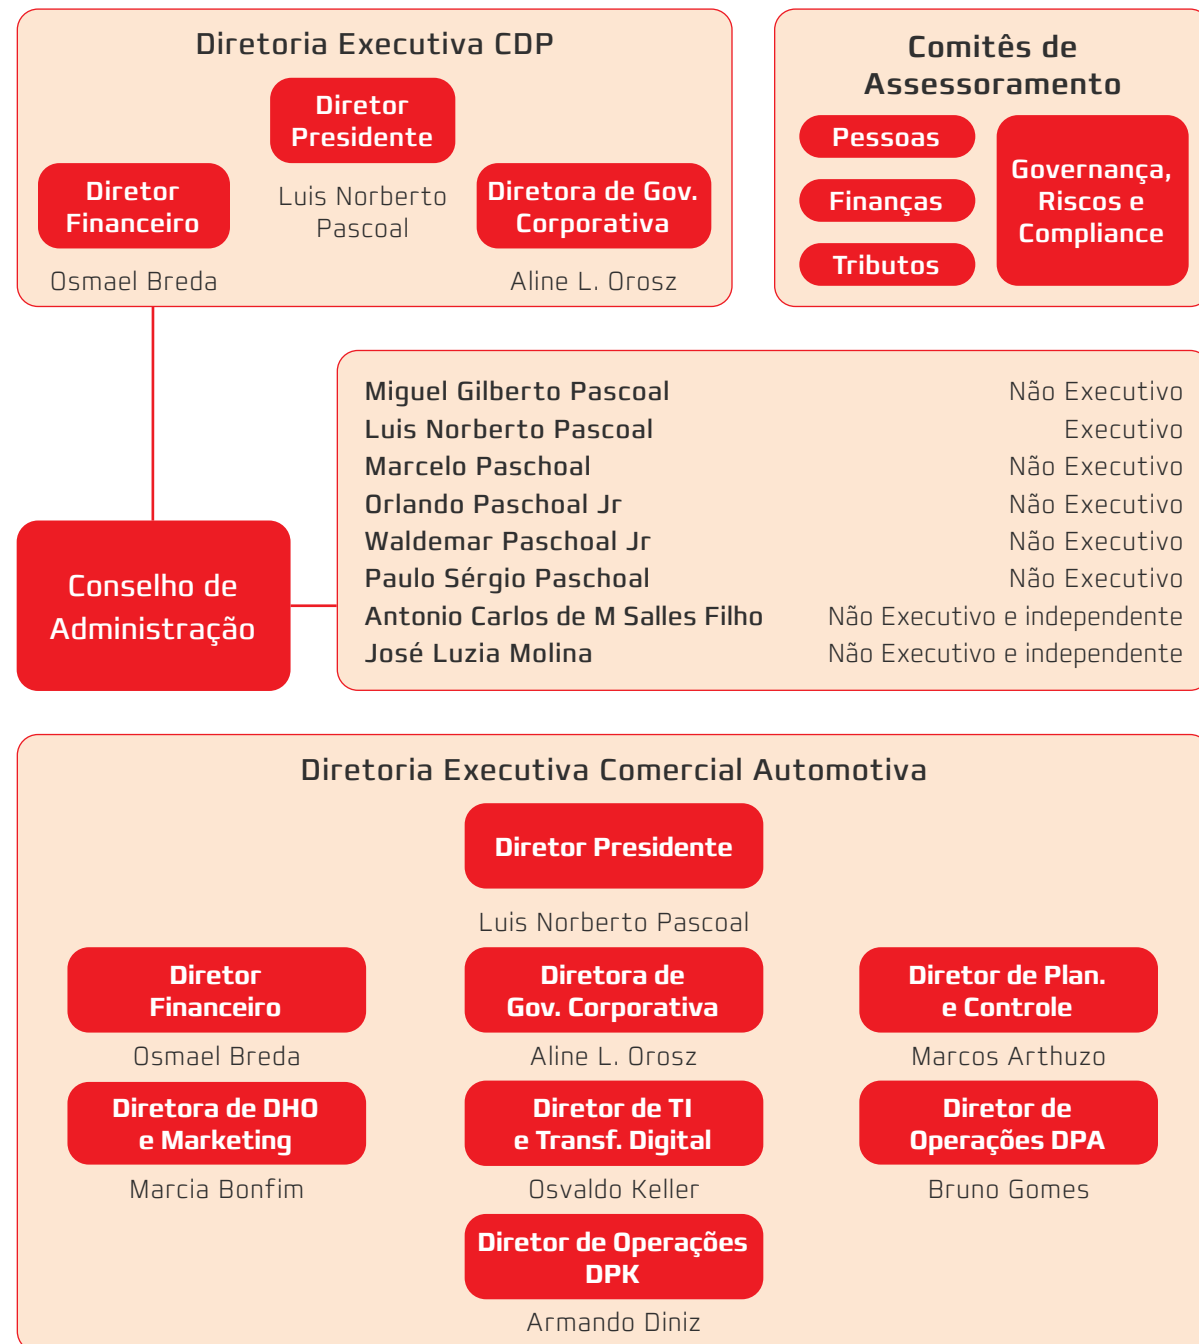 Diretoria Executiva CDP
Diretor
Presidente
Luis Norberto
Pascoal
Diretor
Financeiro
Osmael Breda
Diretora de Gov.
Corporativa
Aline L. Orosz
Comitês de
Assessoramento
Pessoas
Finanças
Tributos
Governança,
Riscos e
Compliance
Conselho de
Administração
Miguel Gilberto Pascoal Não Executivo
Luis Norberto Pascoal Executivo
Marcelo Paschoal Não Executivo
Orlando Paschoal Jr Não Executivo
Waldemar Paschoal Jr Não Executivo
Paulo Sérgio Paschoal Não Executivo
Antonio Carlos de M Salles Filho Não Executivo e independente
José Luzia Molina Não Executivo e independente
Diretoria Executiva Comercial Automotiva
Diretor Presidente
Luis Norberto Pascoal
Diretor
Financeiro
Osmael Breda
Diretora de
Gov. Corporativa
Aline L. Orosz
Diretor de Plan.
e Controle
Marcos Arthuzo
Diretora de DHO
e Marketing
Marcia Bonfim
Diretor de TI
e Transf. Digital
Osvaldo Keller
Diretor de
Operações DPA
Bruno Gomes
Diretor de Operações
DPK
Armando Diniz